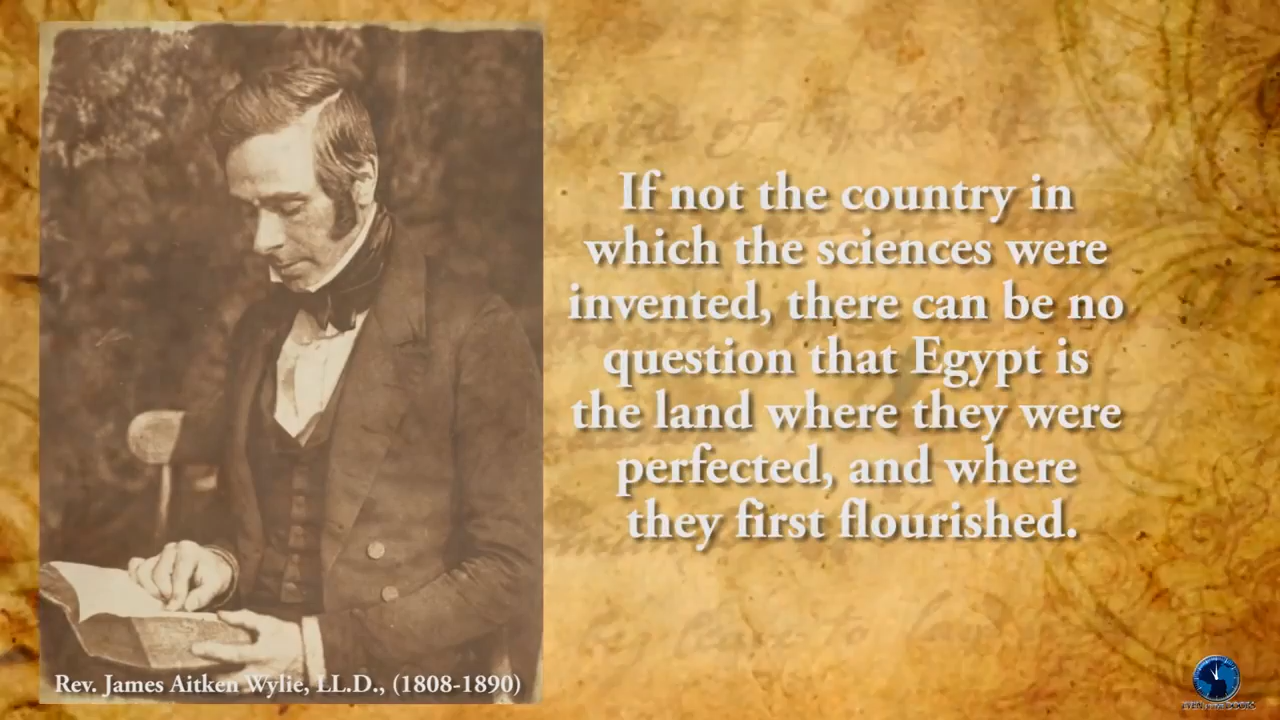 If not the country in
which the sciences were
invented, there can be no
question that Egypt is
the land where they were
perfected, and where
they first flourished.
Rev. James Aitken Wylie, LL.D., (1808-1890)